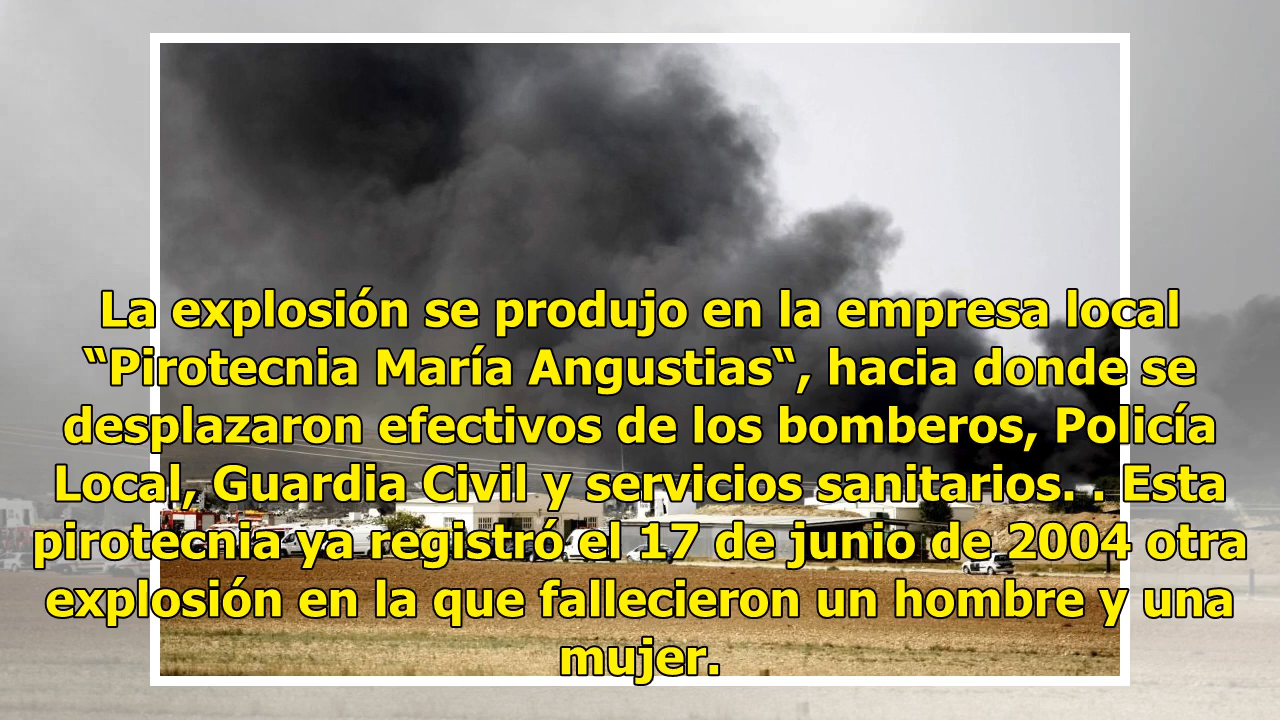 La explosión se produjo en la empresa local
“Pirotecnia María Angustias“, hacia donde se
desplazaron efectivos de los bomberos, Policía
Local, Guardia Civil y servicios sanitarios. . Esta
pirotecnia ya registró el 17 de junio de 2004 otra
explosión en la que fallecieron un hombre y una
mujer.